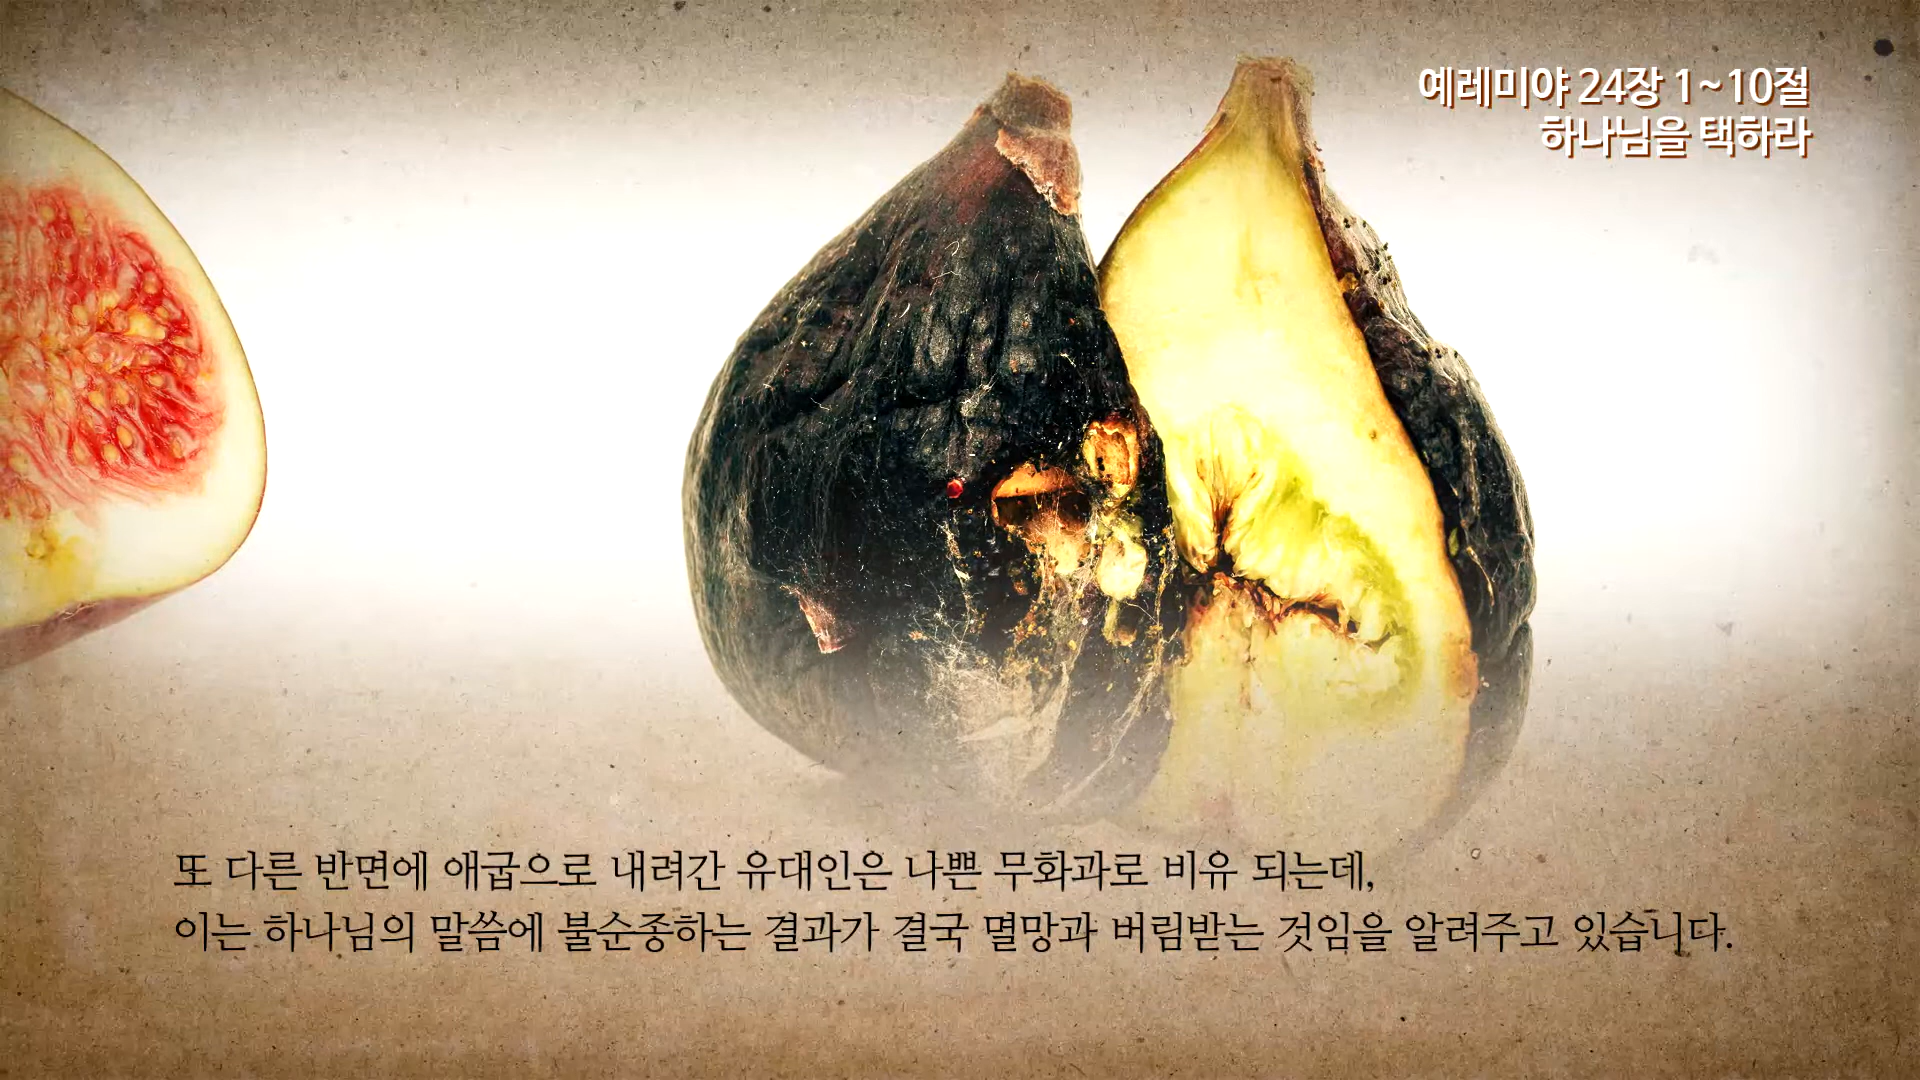 예레미야 24장 1~10절
하나님을 택하라
또 다른 반면에 애굽으로 내려간 유대인은 나쁜 무화과로 비유 되는데,
이는 하나님의 말씀에 불순종하는 결과가 결국 멸망과 버림받는 것임을 알려주고 있습니다.